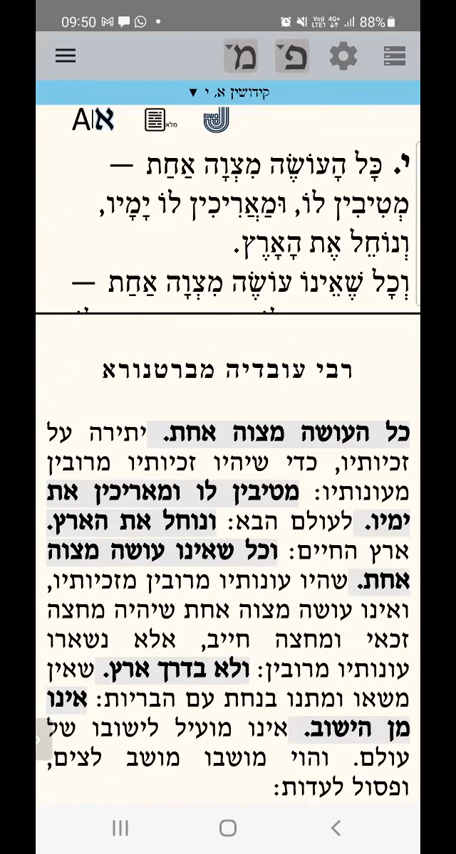 09:50 88%
פ מ
קידושין א, י ▼
A א
י. כָּל הָעוֹשֶׂה מִצְוָה אַחַת —
מְטִיבִין לוֹ, וּמַאֲרִיכִין לוֹ יָמָיו,
וְנוֹחֵל אֶת הָאָרֶץ.
וְכָל שֶׁאֵינוֹ עוֹשֶׂה מִצְוָה אַחַת —
רבי עובדיה מברטנורא
כל העושה מצוה אחת. יתירה על
זכיותיו, כדי שיהיו זכיותיו מרובין
מעונותיו: מטיבין לו ומאריכין את
ימיו. לעולם הבא: ונוחל את הארץ.
ארץ החיים: וכל שאינו עושה מצוה
אחת. שהיו עונותיו מרובין מזכיותיו,
ואינו עושה מצוה אחת שיהיה מחצה
זכאי ומחצה חייב, אלא נשארו
עונותיו מרובין: ולא בדרך ארץ. שאין
משאו ומתנו בנחת עם הבריות: אינו
מן הישוב. אינו מועיל לישובו של
עולם. והוי מושבו מושב לצים,
ופסול לעדות: